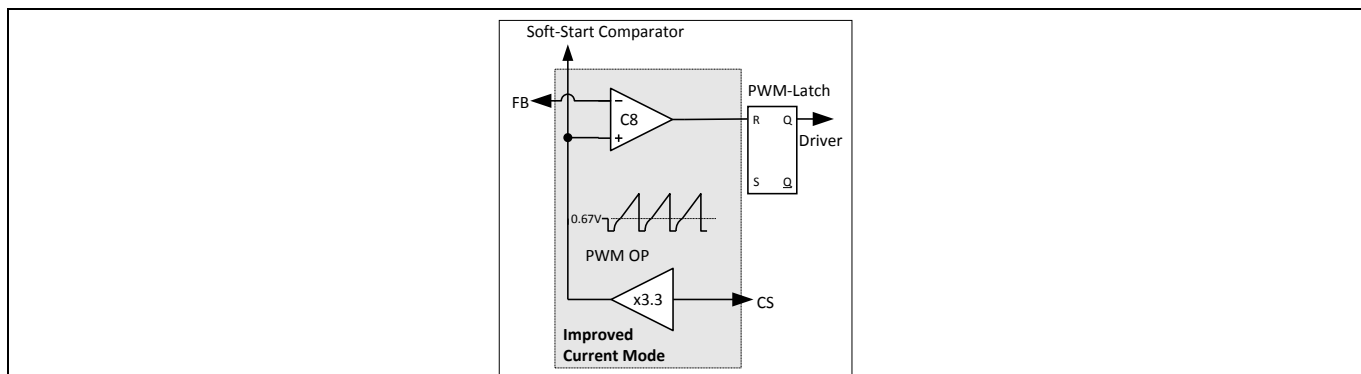 Soft-Start Comparator
FB
C8
PWM-Latch
R Q
Driver
S Q
0.67V
PWM OP
x3.3
CS
Improved
Current Mode